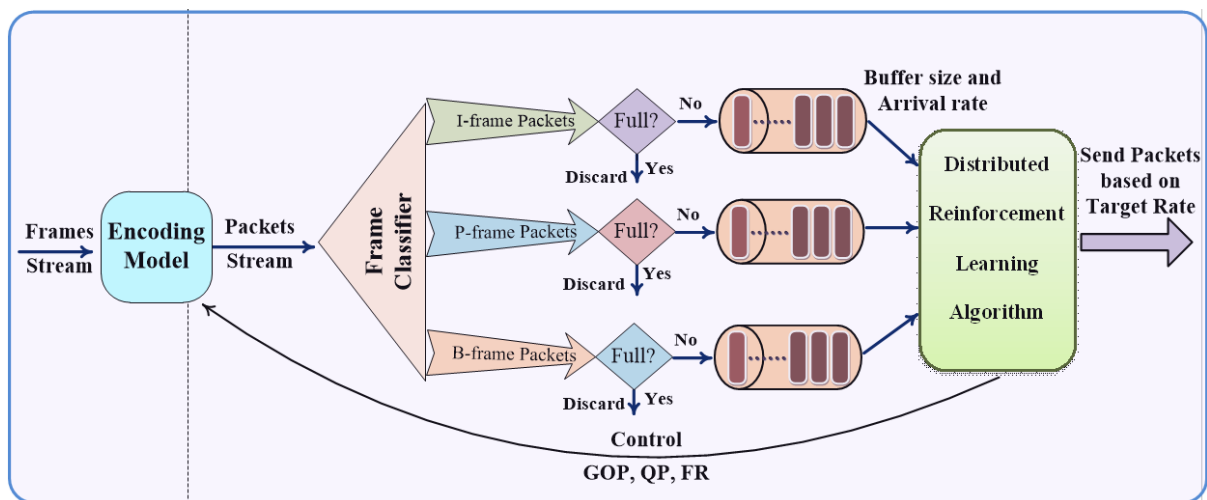 Frames
Stream
Encoding
Model
Packets
Stream
Frame
Classifier
I-frame Packets
Full?
No
Yes
Discard
P-frame Packets
Full?
No
Yes
Discard
B-frame Packets
Full?
No
Yes
Discard
Buffer size and
Arrival rate
Distributed
Reinforcement
Learning
Algorithm
Send Packets
based on
Target Rate
Control
GOP, QP, FR